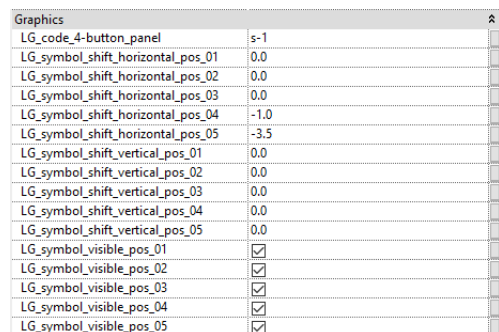 Graphics
LG_code_4-button_panel s-1
LG_symbol_shift_horizontal_pos_01 0.0
LG_symbol_shift_horizontal_pos_02 0.0
LG_symbol_shift_horizontal_pos_03 0.0
LG_symbol_shift_horizontal_pos_04 -1.0
LG_symbol_shift_horizontal_pos_05 -3.5
LG_symbol_shift_vertical_pos_01 0.0
LG_symbol_shift_vertical_pos_02 0.0
LG_symbol_shift_vertical_pos_03 0.0
LG_symbol_shift_vertical_pos_04 0.0
LG_symbol_shift_vertical_pos_05 0.0
LG_symbol_visible_pos_01
LG_symbol_visible_pos_02
LG_symbol_visible_pos_03
LG_symbol_visible_pos_04
LG_symbol_visible_pos_05